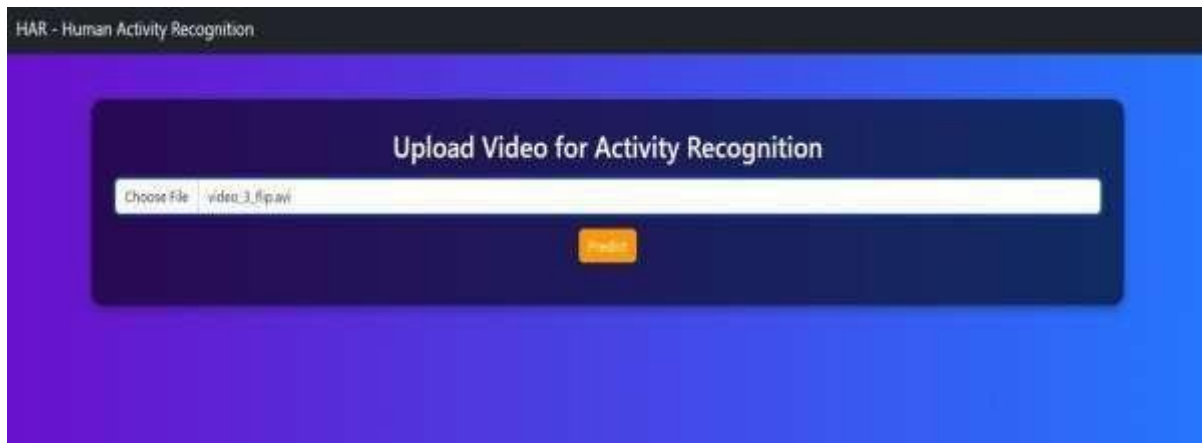 HAR - Human Activity Recognition
Upload Video for Activity Recognition
Choose File video_3_flip.avi
Predict